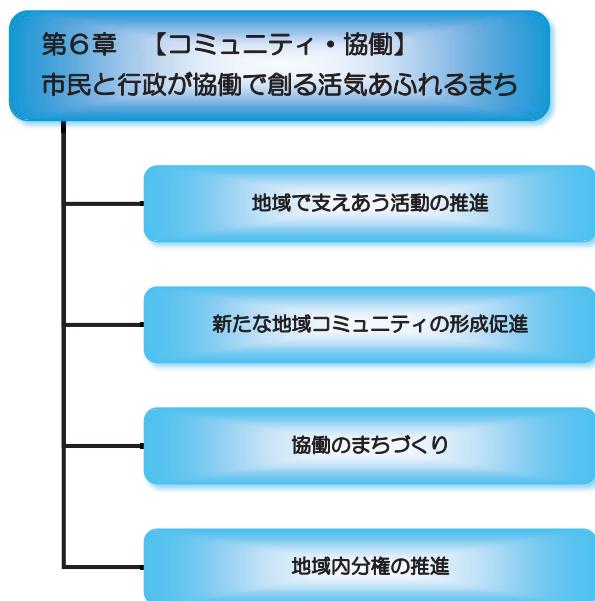 第６章　【コミュニティ・協働】
市民と行政が協働で創る活気あふれるまち
地域で支えあう活動の推進
新たな地域コミュニティの形成促進
協働のまちづくり
地域内分権の推進